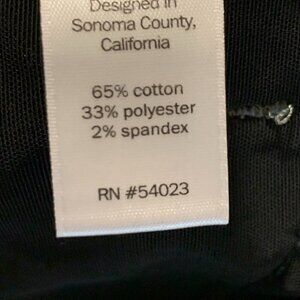 Designed in
Sonoma County,
California
65% cotton
33% polyester
2% spandex
RN #54023